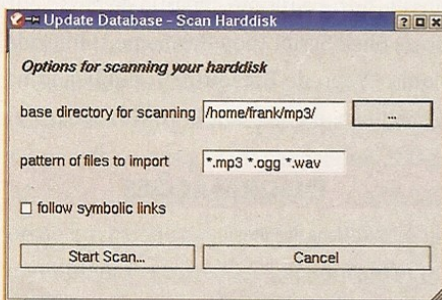 Update Database - Scan Harddisk
Options for scanning your harddisk
base directory for scanning /home/frank/mp3/ ...
pattern of files to import *.mp3 *.ogg *.wav
follow symbolic links
Start Scan... Cancel